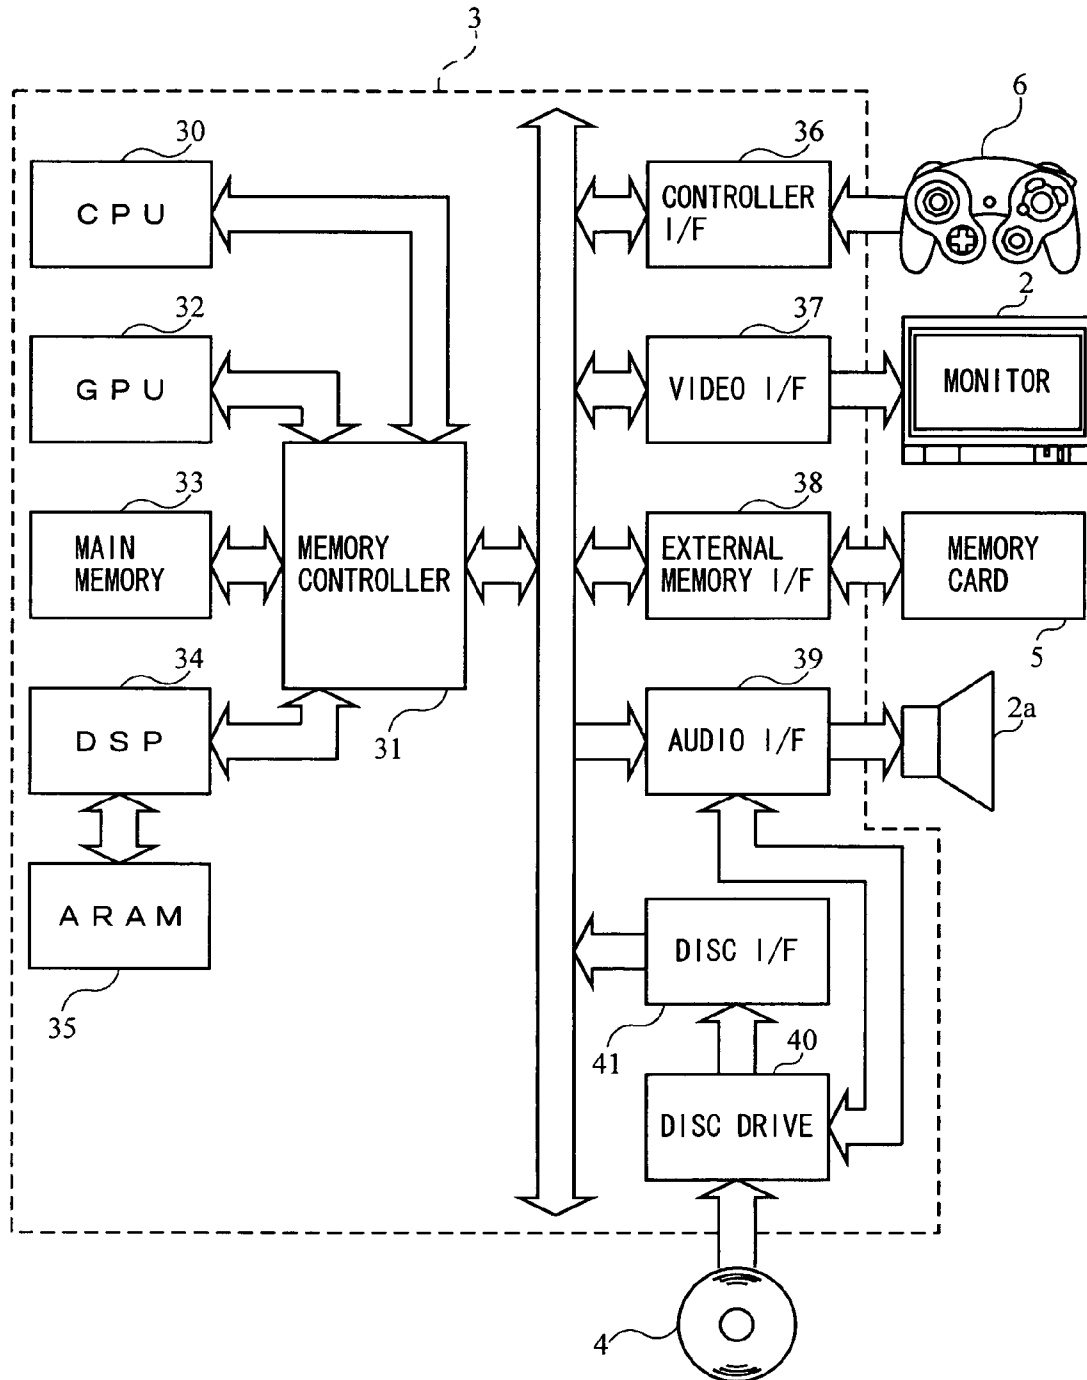 3
30
CPU
36
CONTROLLER
I/F
6
32
GPU
37
VIDEO I/F
2
MONITOR
33
MAIN
MEMORY
MEMORY
CONTROLLER
31
38
EXTERNAL
MEMORY I/F
MEMORY
CARD
5
34
DSP
39
AUDIO I/F
2a
ARAM
35
DISC I/F
41
40
DISC DRIVE
4